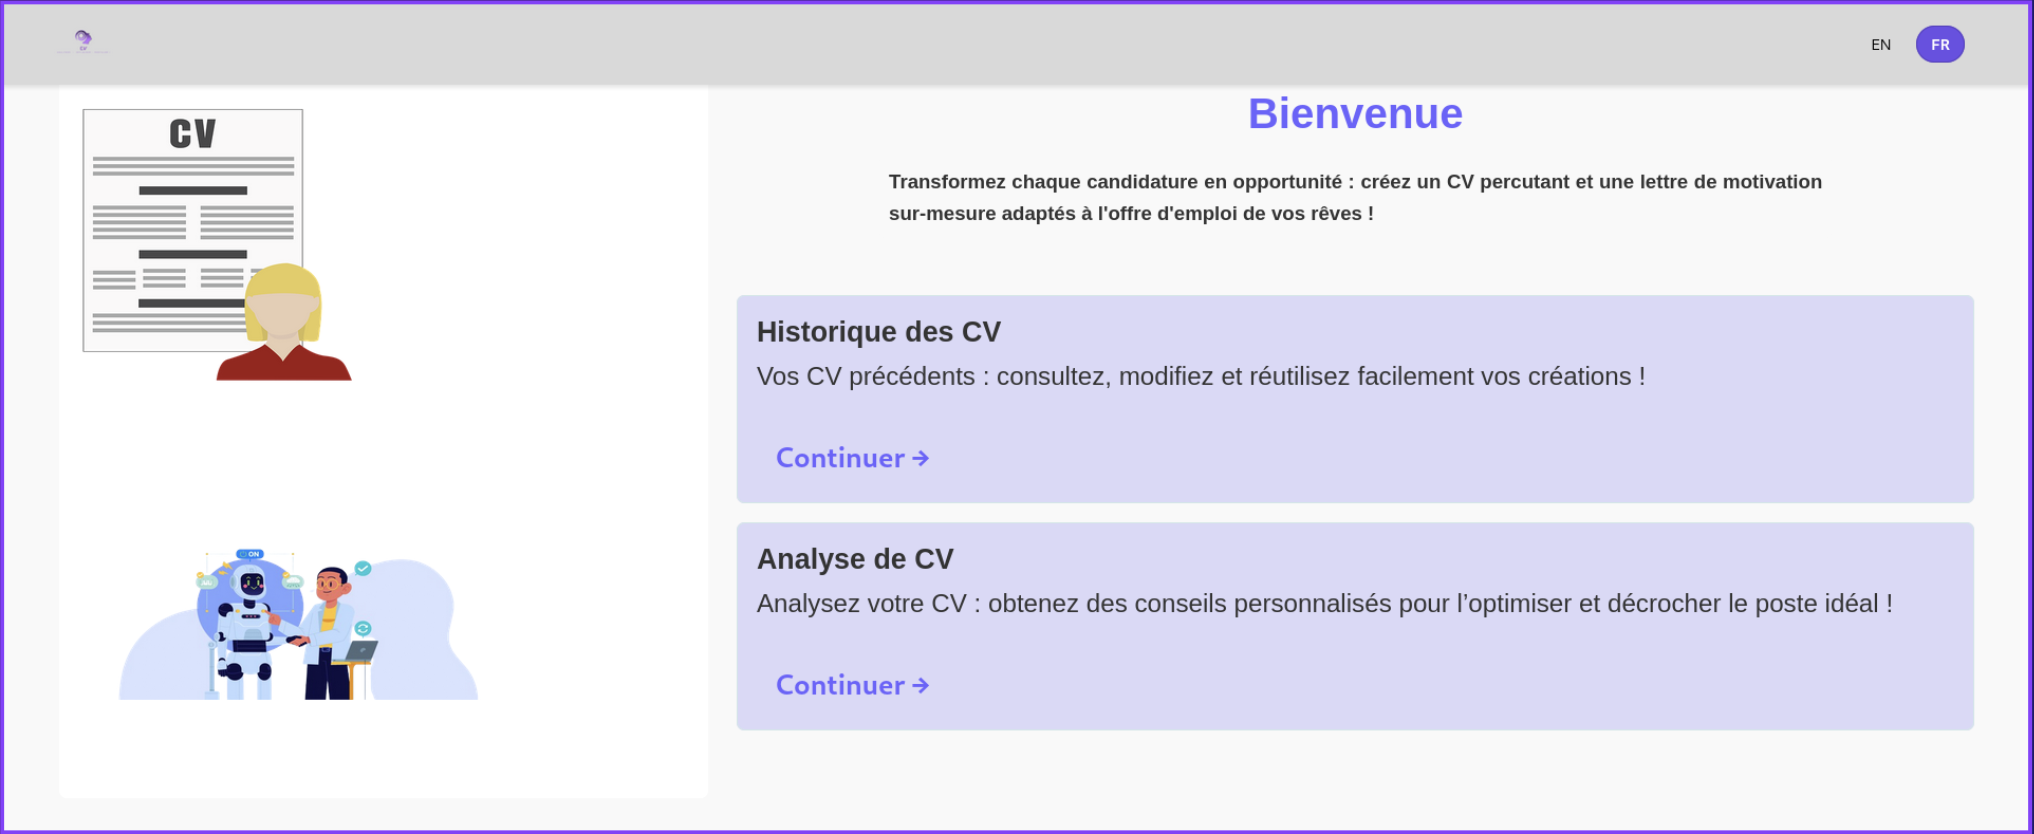 CV
EN
FR
CV
Bienvenue
Transformez chaque candidature en opportunité : créez un CV percutant et une lettre de motivation
sur-mesure adaptés à l'offre d'emploi de vos rêves !
Historique des CV
Vos CV précédents : consultez, modifiez et réutilisez facilement vos créations !
Continuer →
ON
Analyse de CV
Analysez votre CV : obtenez des conseils personnalisés pour l’optimiser et décrocher le poste idéal !
Continuer →